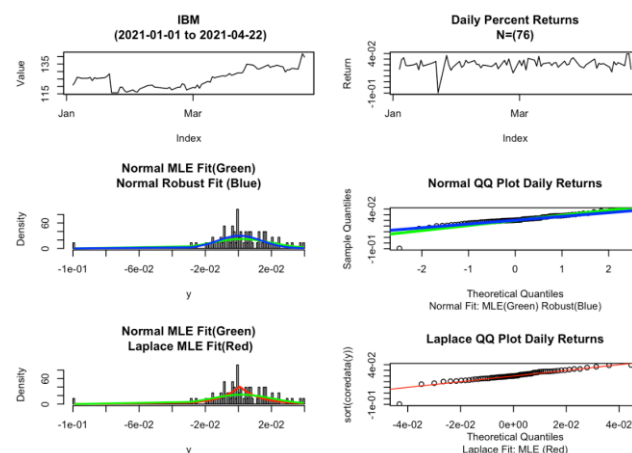 IBM
(2021-01-01 to 2021-04-22)
Value
115
135
Jan
Mar
Index
Daily Percent Returns
N=(76)
Return
-1e-01
4e-02
Jan
Mar
Index
Normal MLE Fit(Green)
Normal Robust Fit (Blue)
Density
0
60
-1e-01
-6e-02
-2e-02
2e-02
y
Normal QQ Plot Daily Returns
Sample Quantiles
-1e-01
4e-02
-2
-1
0
1
2
Theoretical Quantiles
Normal Fit: MLE(Green) Robust(Blue)
Normal MLE Fit(Green)
Laplace MLE Fit(Red)
Density
0
60
-1e-01
-6e-02
-2e-02
2e-02
y
Laplace QQ Plot Daily Returns
sort(coredata(y))
-1e-01
4e-02
-4e-02
-2e-02
0e+00
2e-02
4e-02
Theoretical Quantiles
Laplace Fit: MLE (Red)